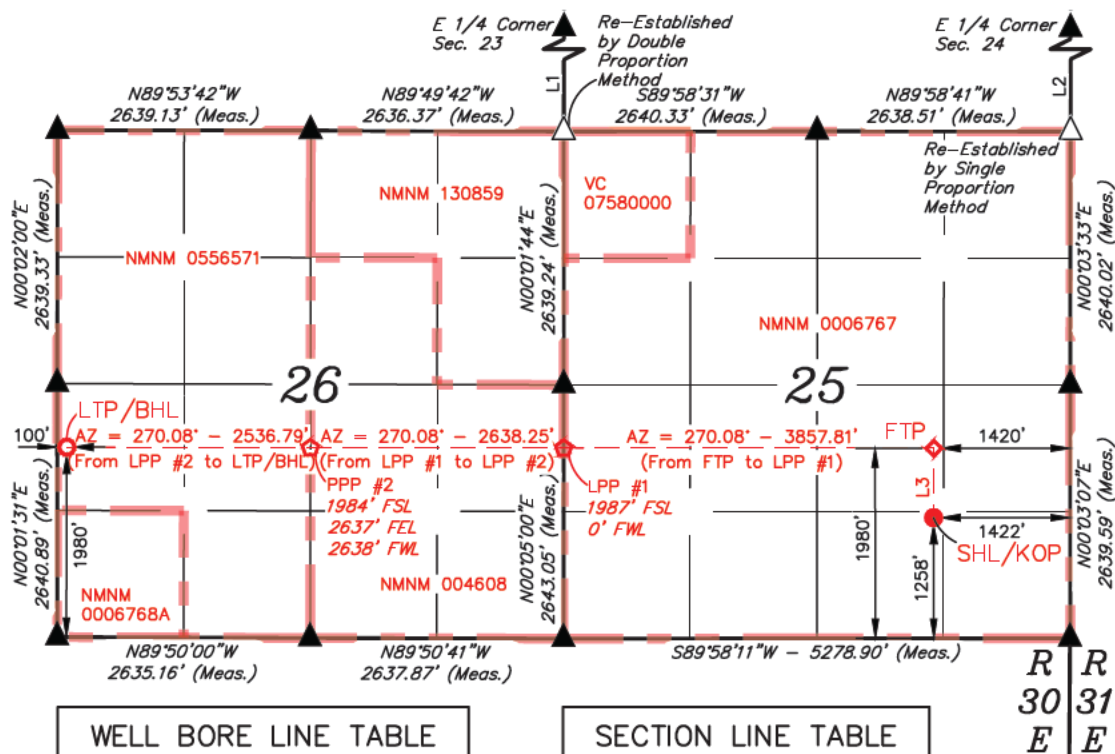 E 1/4 Corner
Sec. 23
Re-Established
by Double
Proportion
Method
E 1/4 Corner
Sec. 24
L1
L2
N89°53'42"W
2639.13' (Meas.)
N89°49'42"W
2636.37' (Meas.)
S89°58'31"W
2640.33' (Meas.)
N89°58'41"W
2638.51' (Meas.)
Re-Established
by Single
Proportion
Method
N00°02'00"E
2639.33' (Meas.)
NMNM 0556571
NMNM 130859
N00°01'44"E
2639.24' (Meas.)
VC
07580000
NMNM 0006767
N00°03'33"E
2640.02' (Meas.)
26
25
LTP/BHL
100'
AZ = 270.08° - 2536.79'
(From LPP #2 to LTP/BHL)
AZ = 270.08° - 2638.25'
(From LPP #1 to LPP #2)
AZ = 270.08° - 3857.81'
(From FTP to LPP #1)
FTP
1420'
PPP #2
1984' FSL
2637' FEL
2638' FWL
LPP #1
1987' FSL
0' FWL
L3
1422'
SHL/KOP
1980'
1258'
N00°01'31"E
2640.89' (Meas.)
1980'
NMNM
0006768A
NMNM 004608
N00°05'00"E
2643.05' (Meas.)
N00°03'07"E
2639.59' (Meas.)
N89°50'00"W
2635.16' (Meas.)
N89°50'41"W
2637.87' (Meas.)
S89°58'11"W - 5278.90' (Meas.)
R R
30 31
E E
WELL BORE LINE TABLE
SECTION LINE TABLE